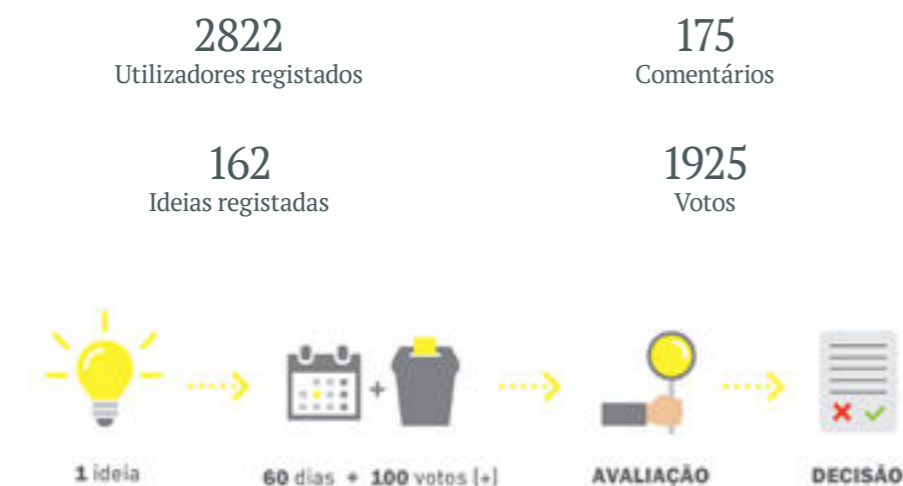 2822
Utilizadores registados
175
Comentários
162
Ideias registadas
1925
Votos
+
1 ideia
60 dias + 100 votos [+]
AVALIAÇÃO
DECISÃO